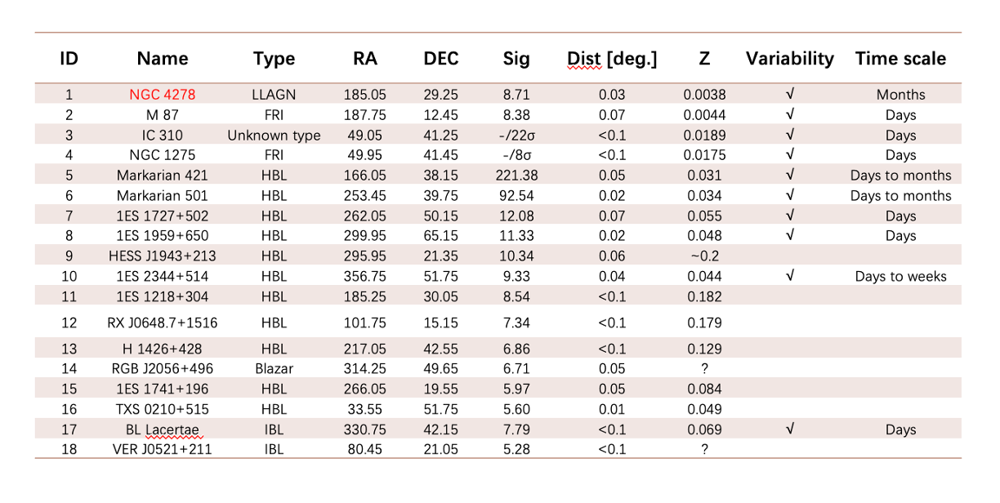 ID Name Type RA DEC Sig Dist [deg.] Z Variability Time scale
1 NGC 4278 LLAGN 185.05 29.25 8.71 0.03 0.0038 √ Months
2 M 87 FRI 187.75 12.45 8.38 0.07 0.0044 √ Days
3 IC 310 Unknown type 49.05 41.25 -/22σ <0.1 0.0189 √ Days
4 NGC 1275 FRI 49.95 41.45 -/8σ <0.1 0.0175 √ Days
5 Markarian 421 HBL 166.05 38.15 221.38 0.05 0.031 √ Days to months
6 Markarian 501 HBL 253.45 39.75 92.54 0.02 0.034 √ Days to months
7 1ES 1727+502 HBL 262.05 50.15 12.08 0.07 0.055 √ Days
8 1ES 1959+650 HBL 299.95 65.15 11.33 0.02 0.048 √ Days
9 HESS J1943+213 HBL 295.95 21.35 10.34 0.06 ~0.2
10 1ES 2344+514 HBL 356.75 51.75 9.33 0.04 0.044 √ Days to weeks
11 1ES 1218+304 HBL 185.25 30.05 8.54 <0.1 0.182
12 RX J0648.7+1516 HBL 101.75 15.15 7.34 <0.1 0.179
13 H 1426+428 HBL 217.05 42.55 6.86 <0.1 0.129
14 RGB J2056+496 Blazar 314.25 49.65 6.71 0.05 ?
15 1ES 1741+196 HBL 266.05 19.55 5.97 0.05 0.084
16 TXS 0210+515 HBL 33.55 51.75 5.60 0.01 0.049
17 BL Lacertae IBL 330.75 42.15 7.79 <0.1 0.069 √ Days
18 VER J0521+211 IBL 80.45 21.05 5.28 <0.1 ?